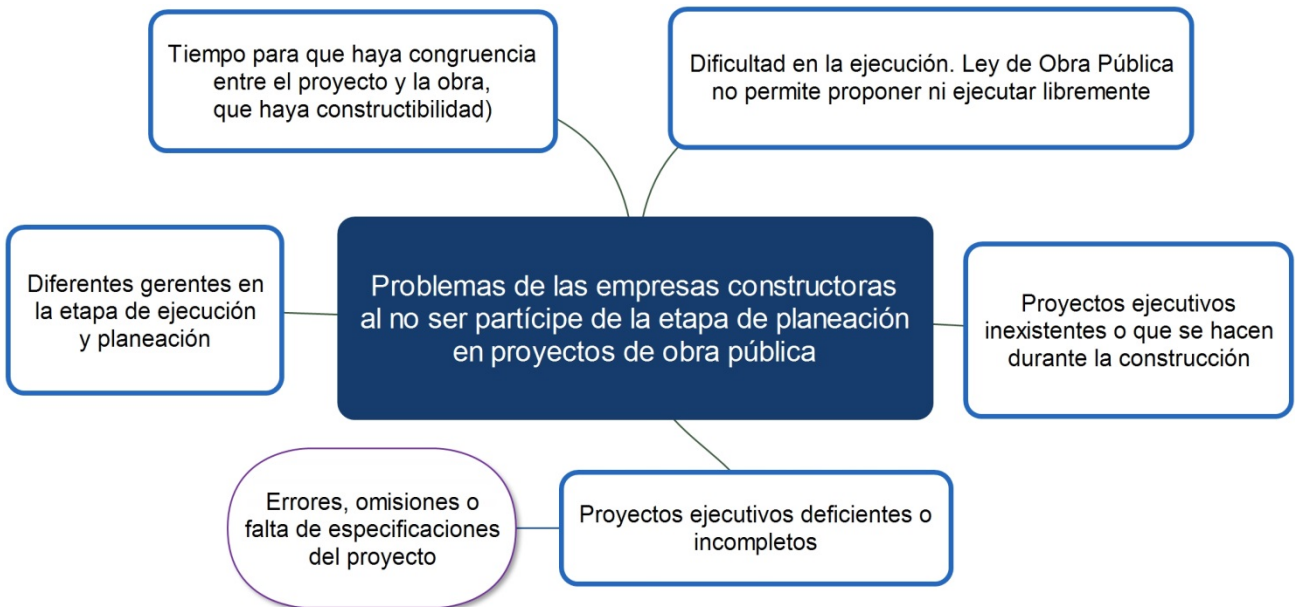 Tiempo para que haya congruencia
entre el proyecto y la obra,
que haya constructibilidad)
Dificultad en la ejecución. Ley de Obra Pública
no permite proponer ni ejecutar libremente
Diferentes gerentes en
la etapa de ejecución
y planeación
Problemas de las empresas constructoras
al no ser partícipe de la etapa de planeación
en proyectos de obra pública
Proyectos ejecutivos
inexistentes o que se hacen
durante la construcción
Errores, omisiones o
falta de especificaciones
del proyecto
Proyectos ejecutivos deficientes o
incompletos